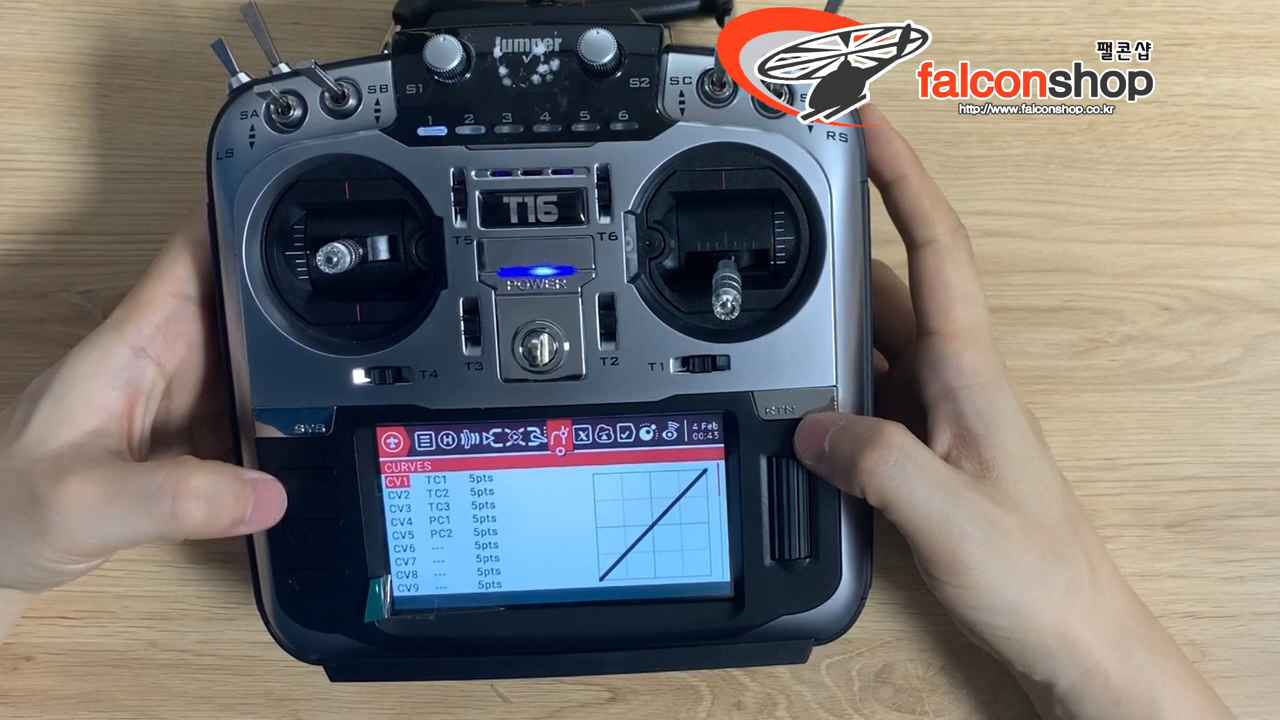 팰콘샵
falconshop
http://www.falconshop.co.kr
Jumper
S1
S2
SA
SB
SC
LS
RS
1 2 3 4 5 6
T16
T5
T6
POWER
T3
T2
T4
T1
SYS
RTN
4 Feb
00:45
CURVES
CV1 TC1 5pts
CV2 TC2 5pts
CV3 TC3 5pts
CV4 PC1 5pts
CV5 PC2 5pts
CV6 --- 5pts
CV7 --- 5pts
CV8 --- 5pts
CV9 --- 5pts